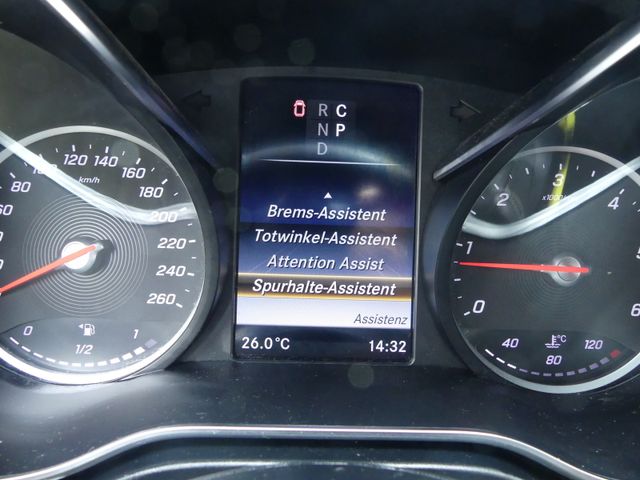 R C
N P
D
Brems-Assistent
Totwinkel-Assistent
Attention Assist
Spurhalte-Assistent
Assistenz
26.0°C 14:32
80
120 140
160
180
200
220
240
260
km/h
0 1/2 1
0
1
2
3
4
6
40 80 120
°C